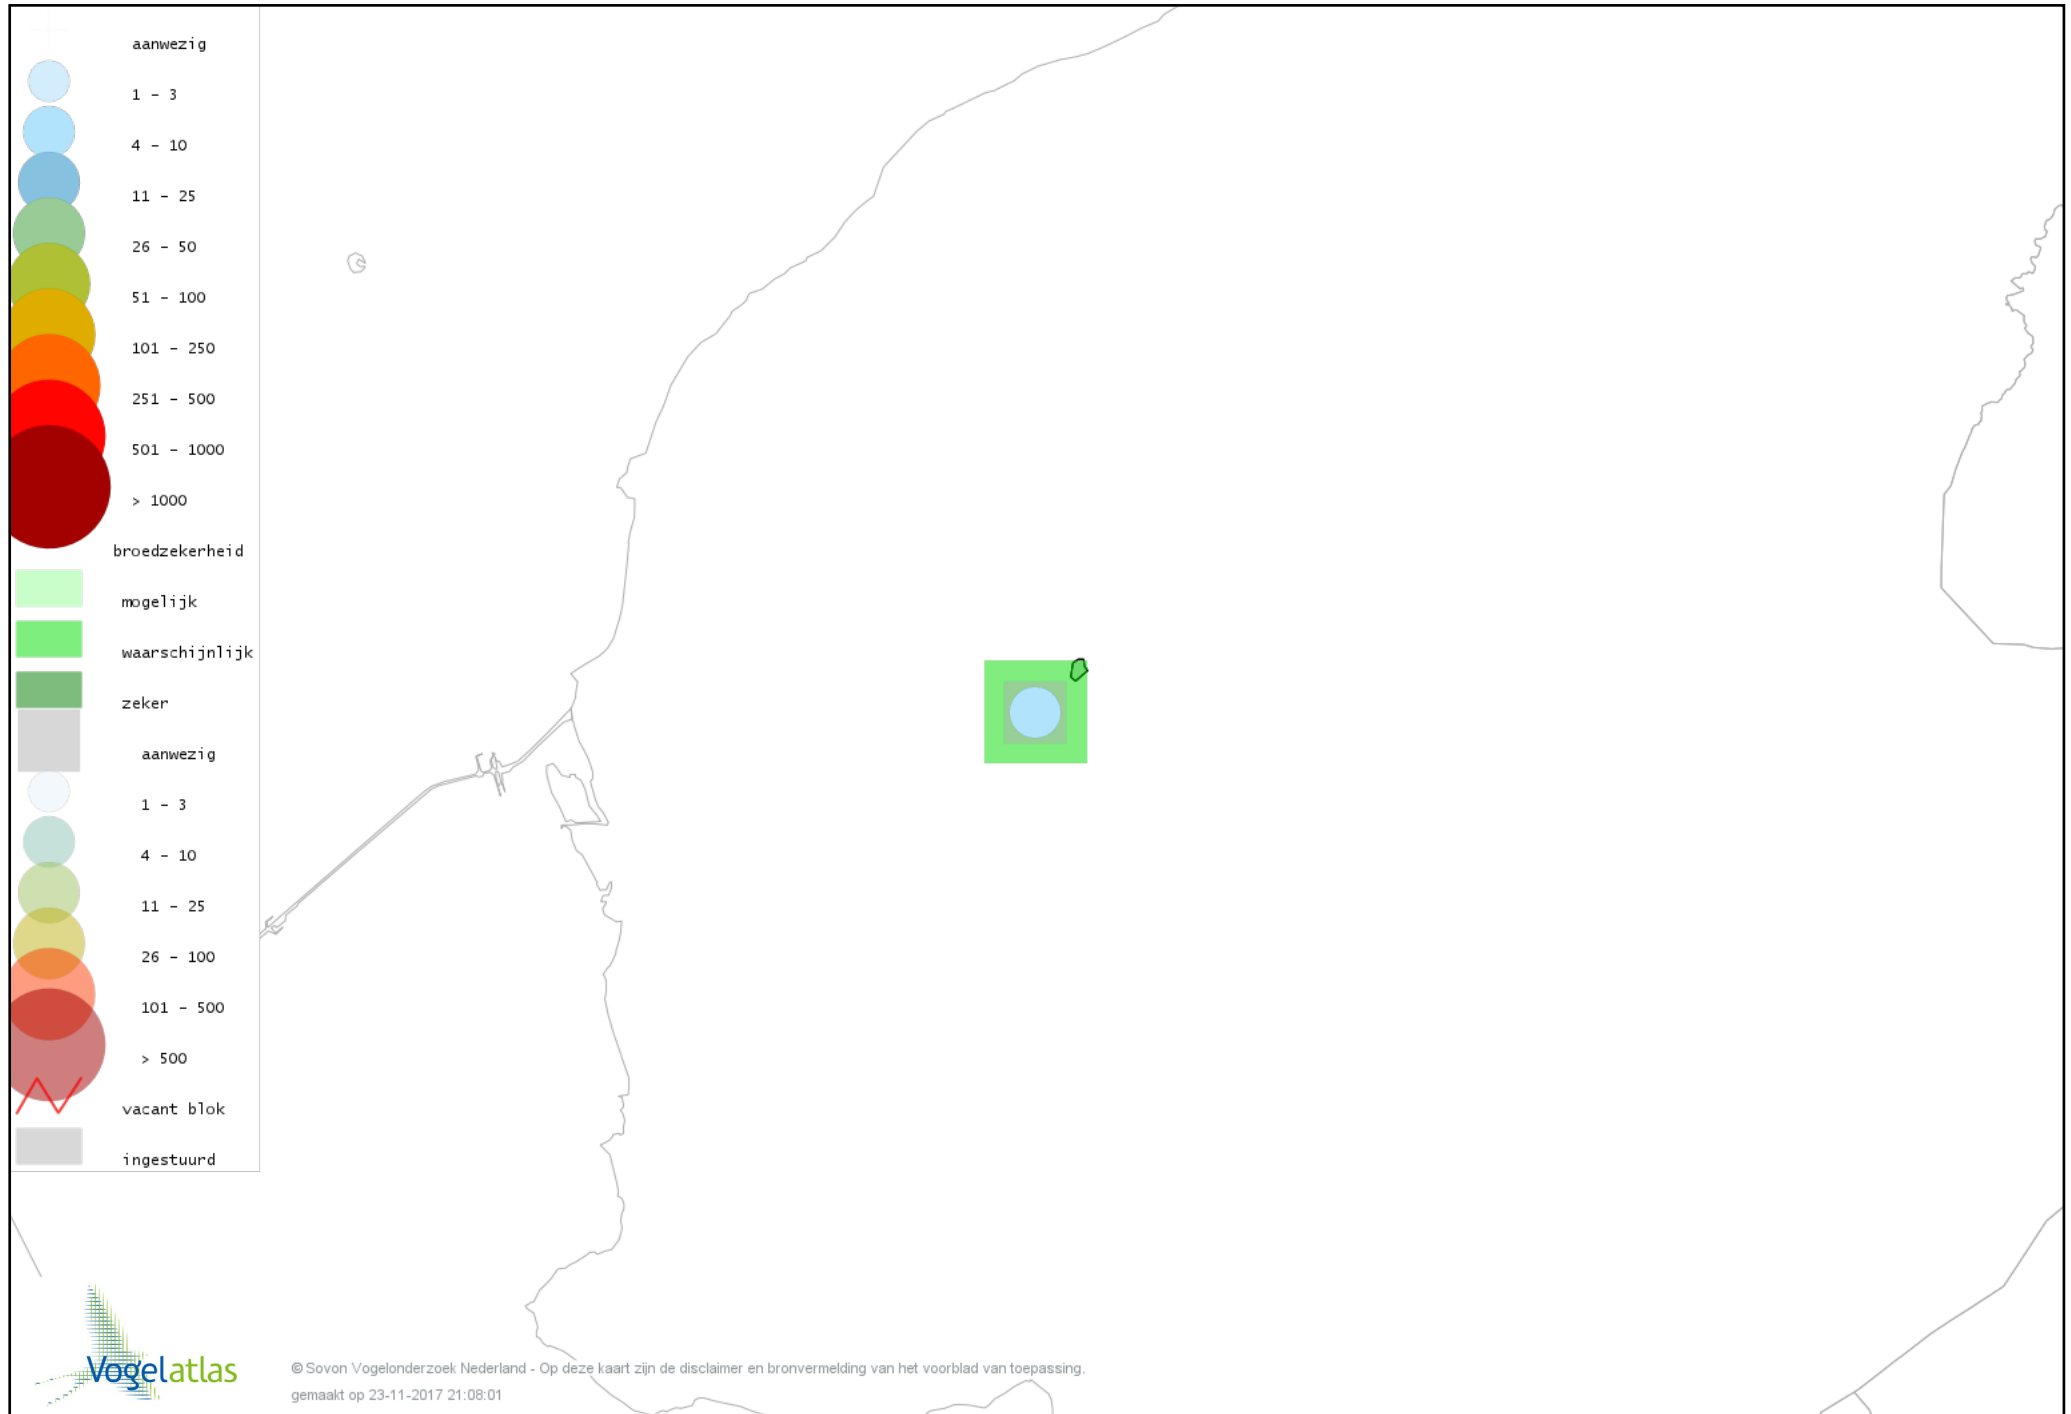 aanwezig
1 - 3
4 - 10
11 - 25
26 - 50
51 - 100
101 - 250
251 - 500
501 - 1000
> 1000
broedzekerheid
mogelijk
waarschijnlijk
zeker
aanwezig
1 - 3
4 - 10
11 - 25
26 - 100
101 - 500
> 500
vacant blok
ingestuurd
Vogelatlas
© Sovon Vogelonderzoek Nederland - Op deze kaart zijn de disclaimer en bronvermelding van het voorblad van toepassing.
gemaakt op 23-11-2017 21:08:01